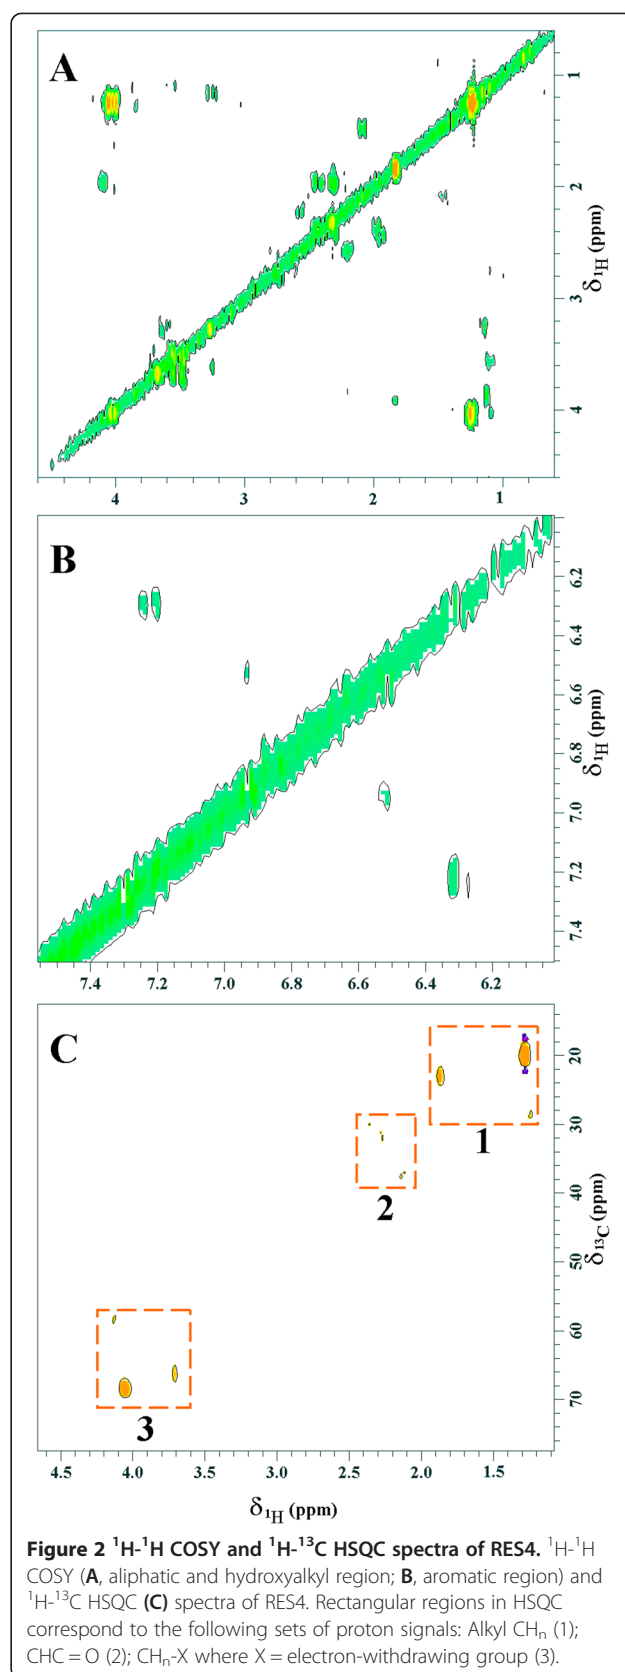 A
1
2
3
4
δ1H (ppm)
4 3 2 1
B
6.2
6.4
6.6
6.8
7.0
7.2
7.4
δ1H (ppm)
7.4 7.2 7.0 6.8 6.6 6.4 6.2
C
20
30
40
50
60
70
δ13C (ppm)
1
2
3
4.5 4.0 3.5 3.0 2.5 2.0 1.5
δ1H (ppm)
Figure 2 ¹H-¹H COSY and ¹H-¹³C HSQC spectra of RES4. ¹H-¹H
COSY (A, aliphatic and hydroxyalkyl region; B, aromatic region) and
¹H-¹³C HSQC (C) spectra of RES4. Rectangular regions in HSQC
correspond to the following sets of proton signals: Alkyl CHₙ (1);
CHC = O (2); CHₙ-X where X = electron-withdrawing group (3).